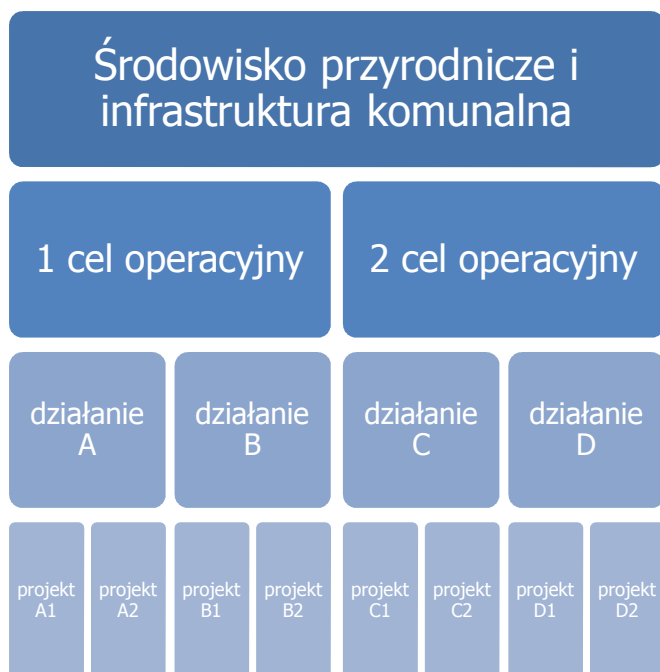 Środowisko przyrodnicze i
infrastruktura komunalna
1 cel operacyjny
2 cel operacyjny
działanie
A
działanie
B
działanie
C
działanie
D
projekt
A1
projekt
A2
projekt
B1
projekt
B2
projekt
C1
projekt
C2
projekt
D1
projekt
D2